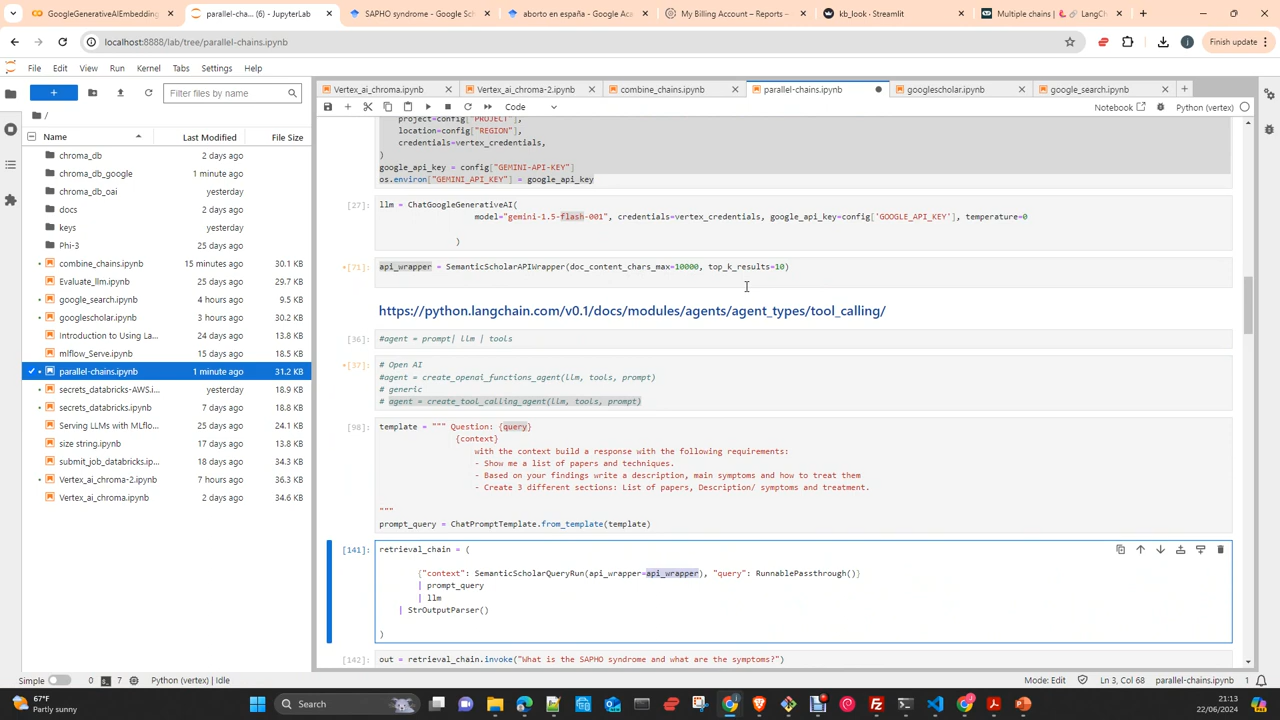 GoogleGenerativeAIEmbedding
parallel-cha... (6) - JupyterLab
SAPHO syndrome - Google Sc
aborto en españa - Google Ac
My Billing Account – Reports –
kb_look · Streamlit
Multiple chains | 🦜️🔗 LangC
localhost:8888/lab/tree/parallel-chains.ipynb
Finish update
File Edit View Run Kernel Tabs Settings Help
Filter files by name
/
Name Last Modified File Size
chroma_db 2 days ago
chroma_db_google 1 minute ago
chroma_db_oai yesterday
docs 2 days ago
keys yesterday
Phi-3 25 days ago
combine_chains.ipynb 15 minutes ago 30.1 KB
Evaluate_llm.ipynb 25 days ago 29.7 KB
google_search.ipynb 4 hours ago 9.5 KB
googlescholar.ipynb 3 hours ago 30.2 KB
Introduction to Using La... 24 days ago 13.8 KB
mlflow_Serve.ipynb 15 days ago 18.5 KB
parallel-chains.ipynb 1 minute ago 31.2 KB
secrets_databricks-AWS.i... yesterday 18.9 KB
secrets_databricks.ipynb 7 days ago 18.8 KB
Serving LLMs with MLflo... 25 days ago 24.1 KB
size string.ipynb 17 days ago 13.8 KB
submit_job_databricks.ip... 18 days ago 34.3 KB
Vertex_ai_chroma-2.ipynb 7 hours ago 36.3 KB
Vertex_ai_chroma.ipynb 2 days ago 34.6 KB
Vertex_ai_chroma.ipynb
Vertex_ai_chroma-2.ipynb
combine_chains.ipynb
parallel-chains.ipynb
googlescholar.ipynb
google_search.ipynb
Code
Notebook
Python (vertex)
project=config["PROJECT"],
location=config["REGION"],
credentials=vertex_credentials,
)
google_api_key = config["GEMINI-API-KEY"]
os.environ["GEMINI_API_KEY"] = google_api_key
[27]: llm = ChatGoogleGenerativeAI(
model="gemini-1.5-flash-001", credentials=vertex_credentials, google_api_key=config['GOOGLE_API_KEY'], temperature=0
)
[71]: api_wrapper = SemanticScholarAPIWrapper(doc_content_chars_max=10000, top_k_results=10)
https://python.langchain.com/v0.1/docs/modules/agents/agent_types/tool_calling/
[36]: #agent = prompt| llm | tools
[37]: # Open AI
#agent = create_openai_functions_agent(llm, tools, prompt)
# generic
# agent = create_tool_calling_agent(llm, tools, prompt)
[98]: template = """ Question: {query}
{context}
with the context build a response with the following requirements:
- Show me a list of papers and techniques.
- Based on your findings write a description, main symptoms and how to treat them
- Create 3 different sections: List of papers, Description/ symptoms and treatment.
"""
prompt_query = ChatPromptTemplate.from_template(template)
[141]: retrieval_chain = (
{"context": SemanticScholarQueryRun(api_wrapper=api_wrapper), "query": RunnablePassthrough()}
| prompt_query
| llm
| StrOutputParser()
)
[142]: out = retrieval_chain.invoke("What is the SAPHO syndrome and what are the symptoms?")
Simple 0 7 Python (vertex) | Idle
Mode: Edit Ln 3, Col 68 parallel-chains.ipynb 1
67°F
Partly sunny
Search
21:13
22/06/2024